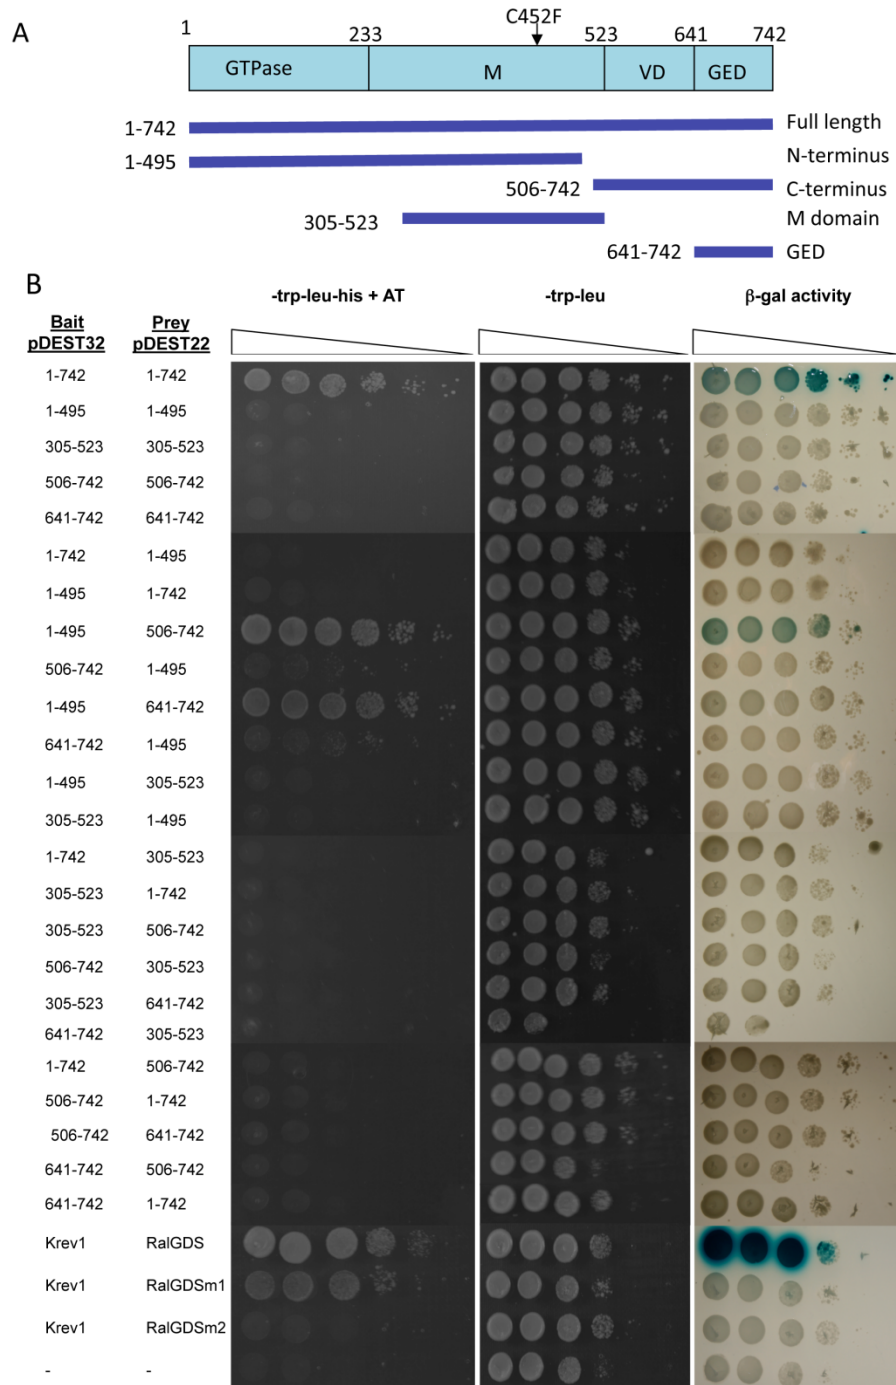 A
C452F
1 233 523 641 742
GTPase M VD GED
1-742 Full length
1-495 N-terminus
506-742 C-terminus
305-523 M domain
641-742 GED
B
-trp-leu-his + AT -trp-leu β-gal activity
Bait Prey
pDEST32 pDEST22
1-742 1-742
1-495 1-495
305-523 305-523
506-742 506-742
641-742 641-742
1-742 1-495
1-495 1-742
1-495 506-742
506-742 1-495
1-495 641-742
641-742 1-495
1-495 305-523
305-523 1-495
1-742 305-523
305-523 1-742
305-523 506-742
506-742 305-523
305-523 641-742
641-742 305-523
1-742 506-742
506-742 1-742
506-742 641-742
641-742 506-742
641-742 1-742
Krev1 RalGDS
Krev1 RalGDSm1
Krev1 RalGDSm2
- -